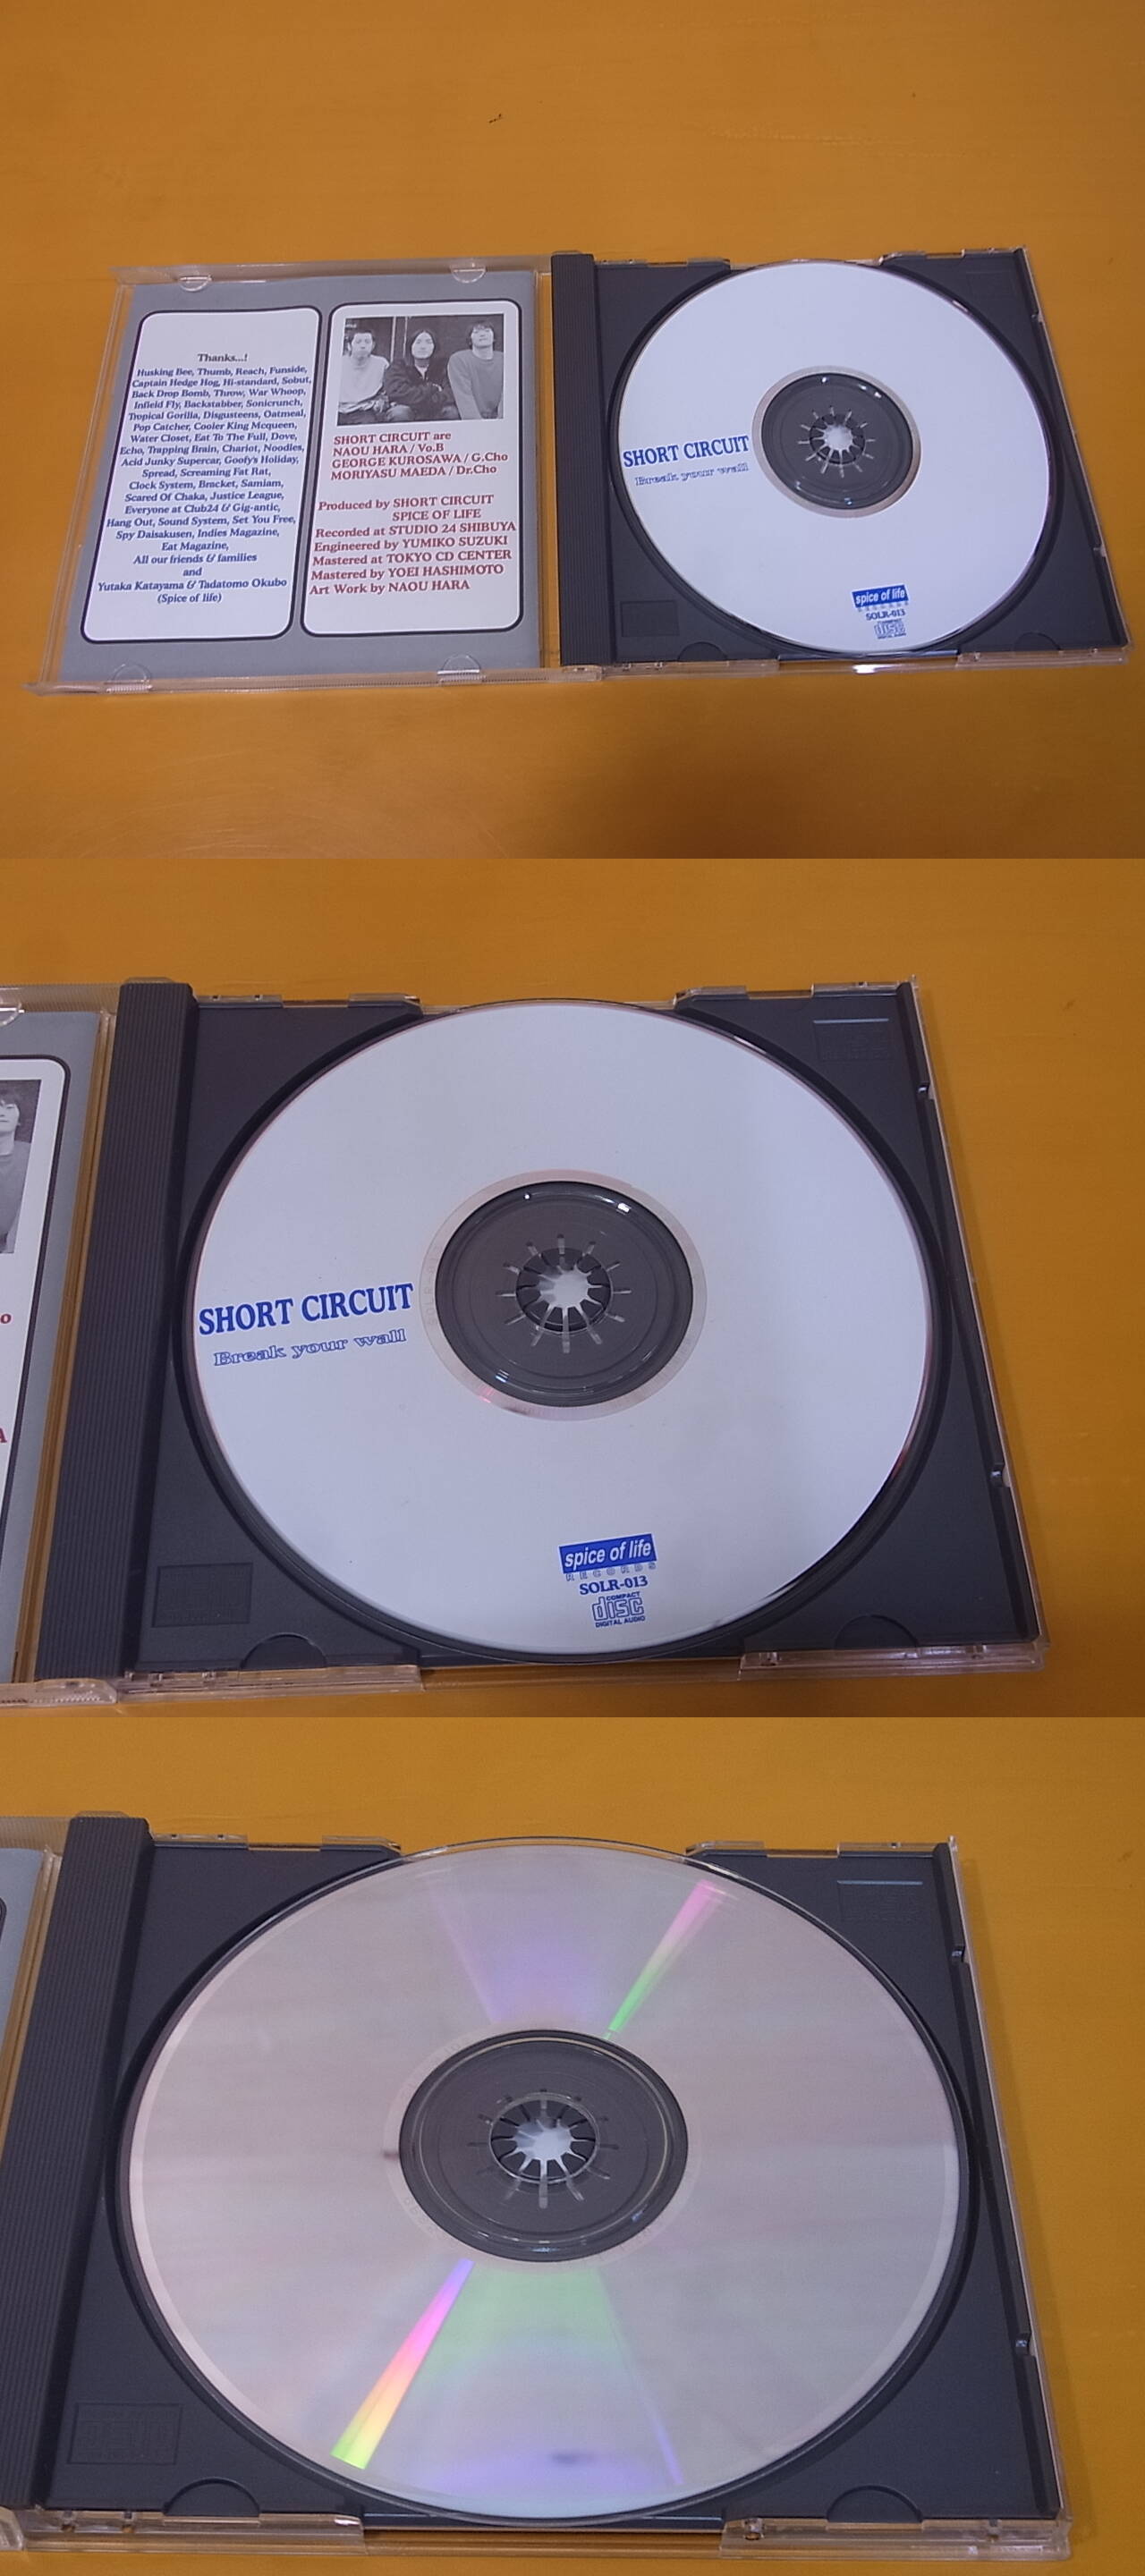 Thanks...!
Husking Bee, Thumb, Reach, Funside,
Captain Hedge Hog, Hi-standard, Sobut,
Back Drop Bomb, Throw, War Whoop,
Infield Fly, Backstabber, Sonicrunch,
Tropical Gorilla, Disgusteens, Oatmeal,
Pop Catcher, Cooler King Mcqueen,
Water Closet, Eat To The Full, Dove,
Echo, Trapping Brain, Chariot, Noodles,
Acid Junky Supercar, Goofy's Holiday,
Spread, Screaming Fat Rat,
Clock System, Bracket, Samiam,
Scared Of Chaka, Justice League,
Everyone at Club24 & Gig-antic,
Hang Out, Sound System, Set You Free,
Spy Daisakusen, Indies Magazine,
Eat Magazine,
All our friends & families
and
Yutaka Katayama & Tadatomo Okubo
(Spice of life)
SHORT CIRCUIT are
NAOU HARA / Vo.B
GEORGE KUROSAWA / G.Cho
MORIYASU MAEDA / Dr.Cho
Produced by SHORT CIRCUIT
SPICE OF LIFE
Recorded at STUDIO 24 SHIBUYA
Engineered by YUMIKO SUZUKI
Mastered at TOKYO CD CENTER
Mastered by YOEI HASHIMOTO
Art Work by NAOU HARA
SHORT CIRCUIT
Break your wall
spice of life
RECORDS
SOLR-013
COMPACT
disc
DIGITAL AUDIO
SHORT CIRCUIT
Break your wall
spice of life
RECORDS
SOLR-013
COMPACT
disc
DIGITAL AUDIO